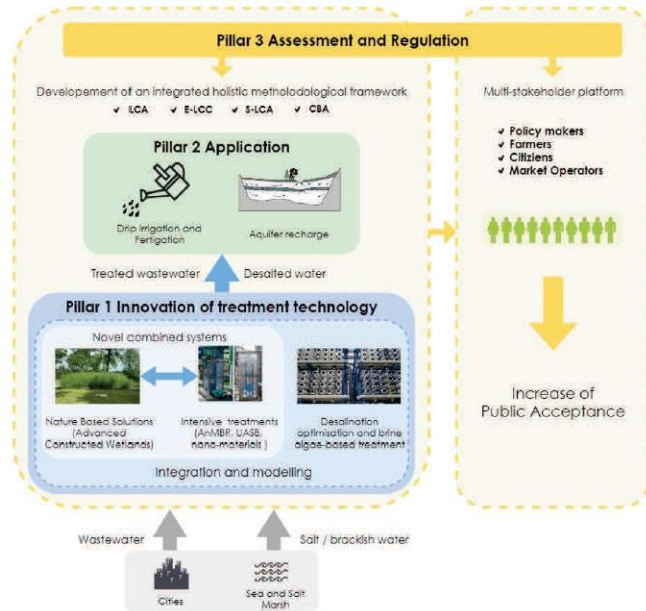 Pillar 3 Assessment and Regulation
Developement of an integrated holistic metholodological framework
✓ LCA ✓ E-LCC ✓ S-LCA ✓ CBA
Pillar 2 Application
Drip Irrigation and
Fertigation
Aquifer recharge
Treated wastewater
Desalted water
Pillar 1 Innovation of treatment technology
Novel combined systems
Nature Based Solutions
(Advanced
Constructed Wetlands)
Intensive treatments
(AnMBR, UASB,
nano-materials )
Desalination
optimisation and brine
algae-based treatment
Integration and modelling
Wastewater
Salt / brackish water
Cities
Sea and Salt
Marsh
Multi-stakeholder platform
✓ Policy makers
✓ Farmers
✓ Citiziens
✓ Market Operators
Increase of
Public Acceptance